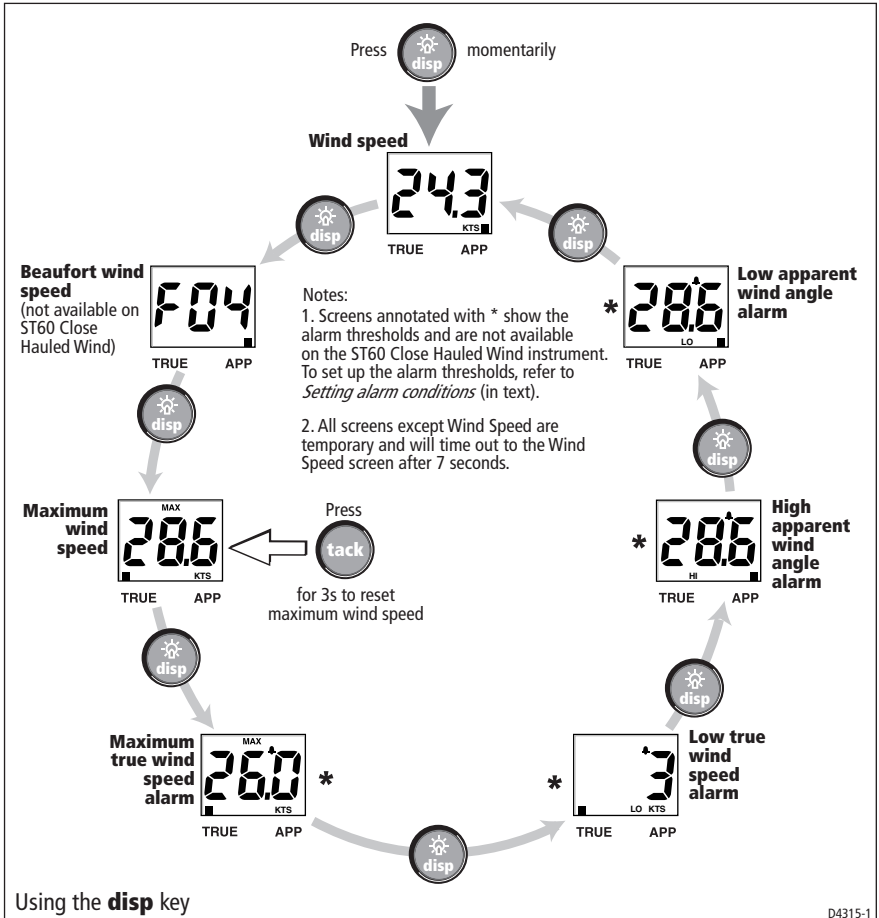 Press disp momentarily
Wind speed
24.3
KTS
TRUE APP
disp
disp
Beaufort wind
speed
(not available on
ST60 Close
Hauled Wind)
F04
TRUE APP
Notes:
1. Screens annotated with * show the
alarm thresholds and are not available
on the ST60 Close Hauled Wind instrument.
To set up the alarm thresholds, refer to
Setting alarm conditions (in text).
2. All screens except Wind Speed are
temporary and will time out to the Wind
Speed screen after 7 seconds.
*
28.6
LO
TRUE APP
Low apparent
wind angle
alarm
disp
disp
Maximum
wind
speed
MAX
28.6
KTS
TRUE APP
Press
tack
for 3s to reset
maximum wind speed
*
28.6
HI
TRUE APP
High
apparent
wind
angle
alarm
disp
disp
Maximum
true wind
speed
alarm
MAX
26.0
KTS
TRUE APP
*
*
3
LO KTS
TRUE APP
Low true
wind
speed
alarm
disp
Using the disp key
D4315-1